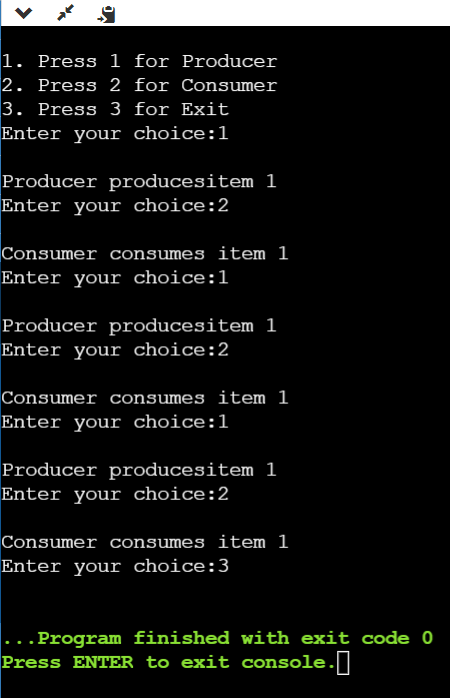 1. Press 1 for Producer
2. Press 2 for Consumer
3. Press 3 for Exit
Enter your choice:1
Producer producesitem 1
Enter your choice:2
Consumer consumes item 1
Enter your choice:1
Producer producesitem 1
Enter your choice:2
Consumer consumes item 1
Enter your choice:1
Producer producesitem 1
Enter your choice:2
Consumer consumes item 1
Enter your choice:3
...Program finished with exit code 0
Press ENTER to exit console.